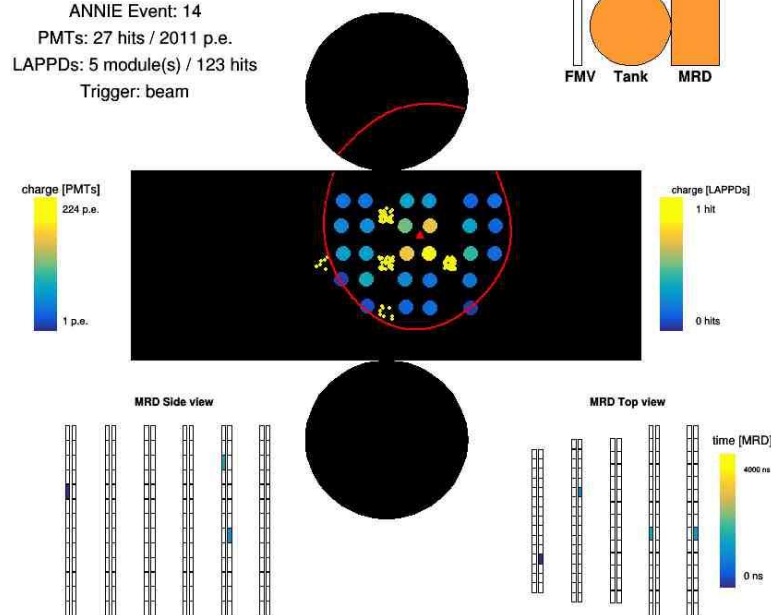 ANNIE Event: 14
PMTs: 27 hits / 2011 p.e.
LAPPDs: 5 module(s) / 123 hits
Trigger: beam
FMV Tank MRD
charge [PMTs]
224 p.e.
1 p.e.
charge [LAPPDs]
1 hit
0 hits
MRD Side view
MRD Top view
time [MRD]
4000 ns
0 ns